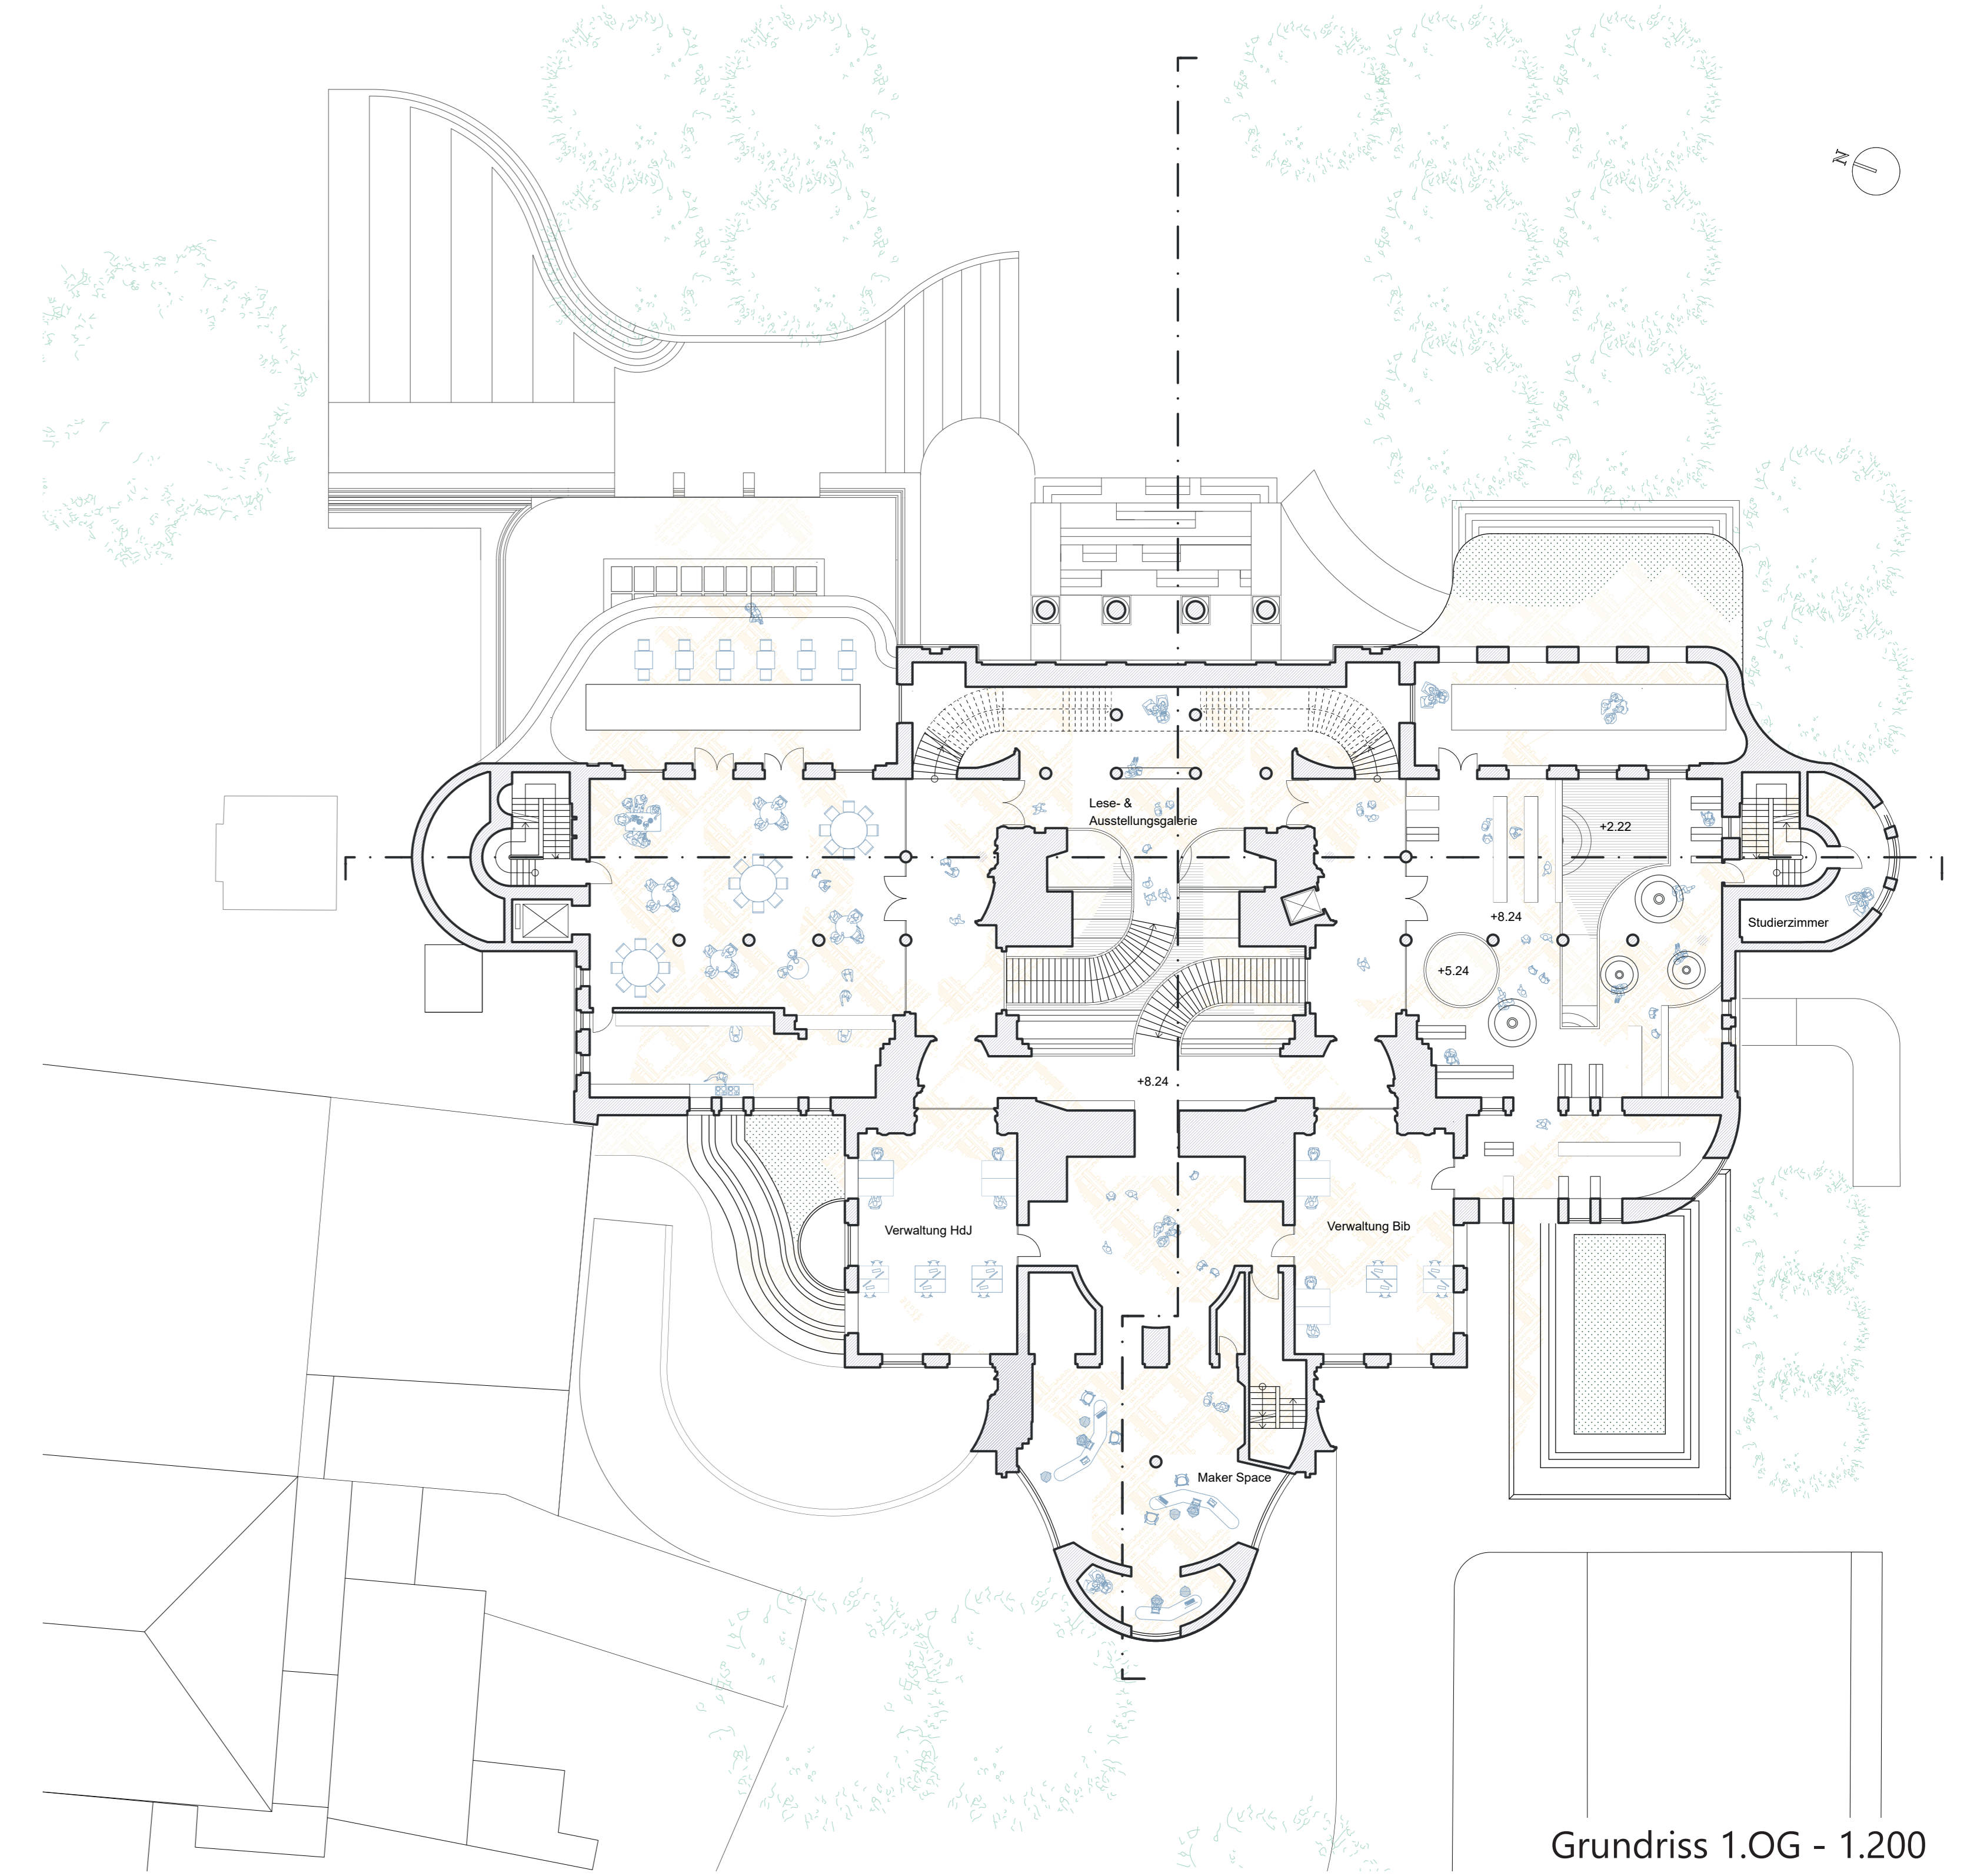 N
Lese- &
Ausstellungsgalerie
+2.22
+8.24
Studierzimmer
+5.24
+8.24
Verwaltung HdJ
Verwaltung Bib
Maker Space
Grundriss 1.OG - 1.200